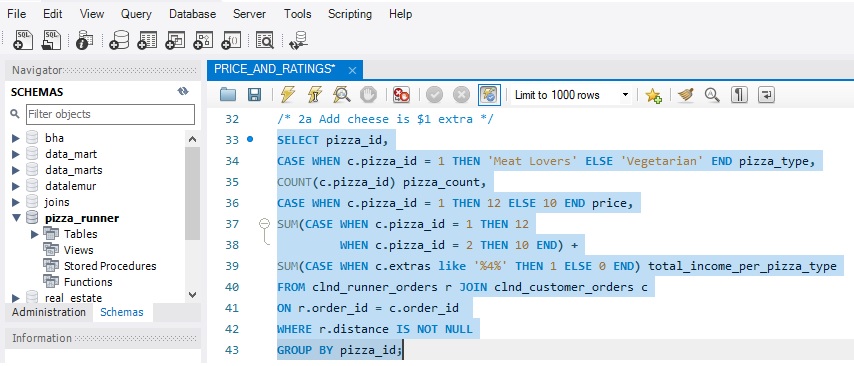 File Edit View Query Database Server Tools Scripting Help
Navigator
PRICE_AND_RATINGS*
SCHEMAS
Limit to 1000 rows
Filter objects
bha
data_mart
data_marts
datalemur
joins
pizza_runner
Tables
Views
Stored Procedures
Functions
real_estate
Administration Schemas
Information
32 /* 2a Add cheese is $1 extra */
33 SELECT pizza_id,
34 CASE WHEN c.pizza_id = 1 THEN 'Meat Lovers' ELSE 'Vegetarian' END pizza_type,
35 COUNT(c.pizza_id) pizza_count,
36 CASE WHEN c.pizza_id = 1 THEN 12 ELSE 10 END price,
37 SUM(CASE WHEN c.pizza_id = 1 THEN 12
38 WHEN c.pizza_id = 2 THEN 10 END) +
39 SUM(CASE WHEN c.extras like '%4%' THEN 1 ELSE 0 END) total_income_per_pizza_type
40 FROM clnd_runner_orders r JOIN clnd_customer_orders c
41 ON r.order_id = c.order_id
42 WHERE r.distance IS NOT NULL
43 GROUP BY pizza_id;